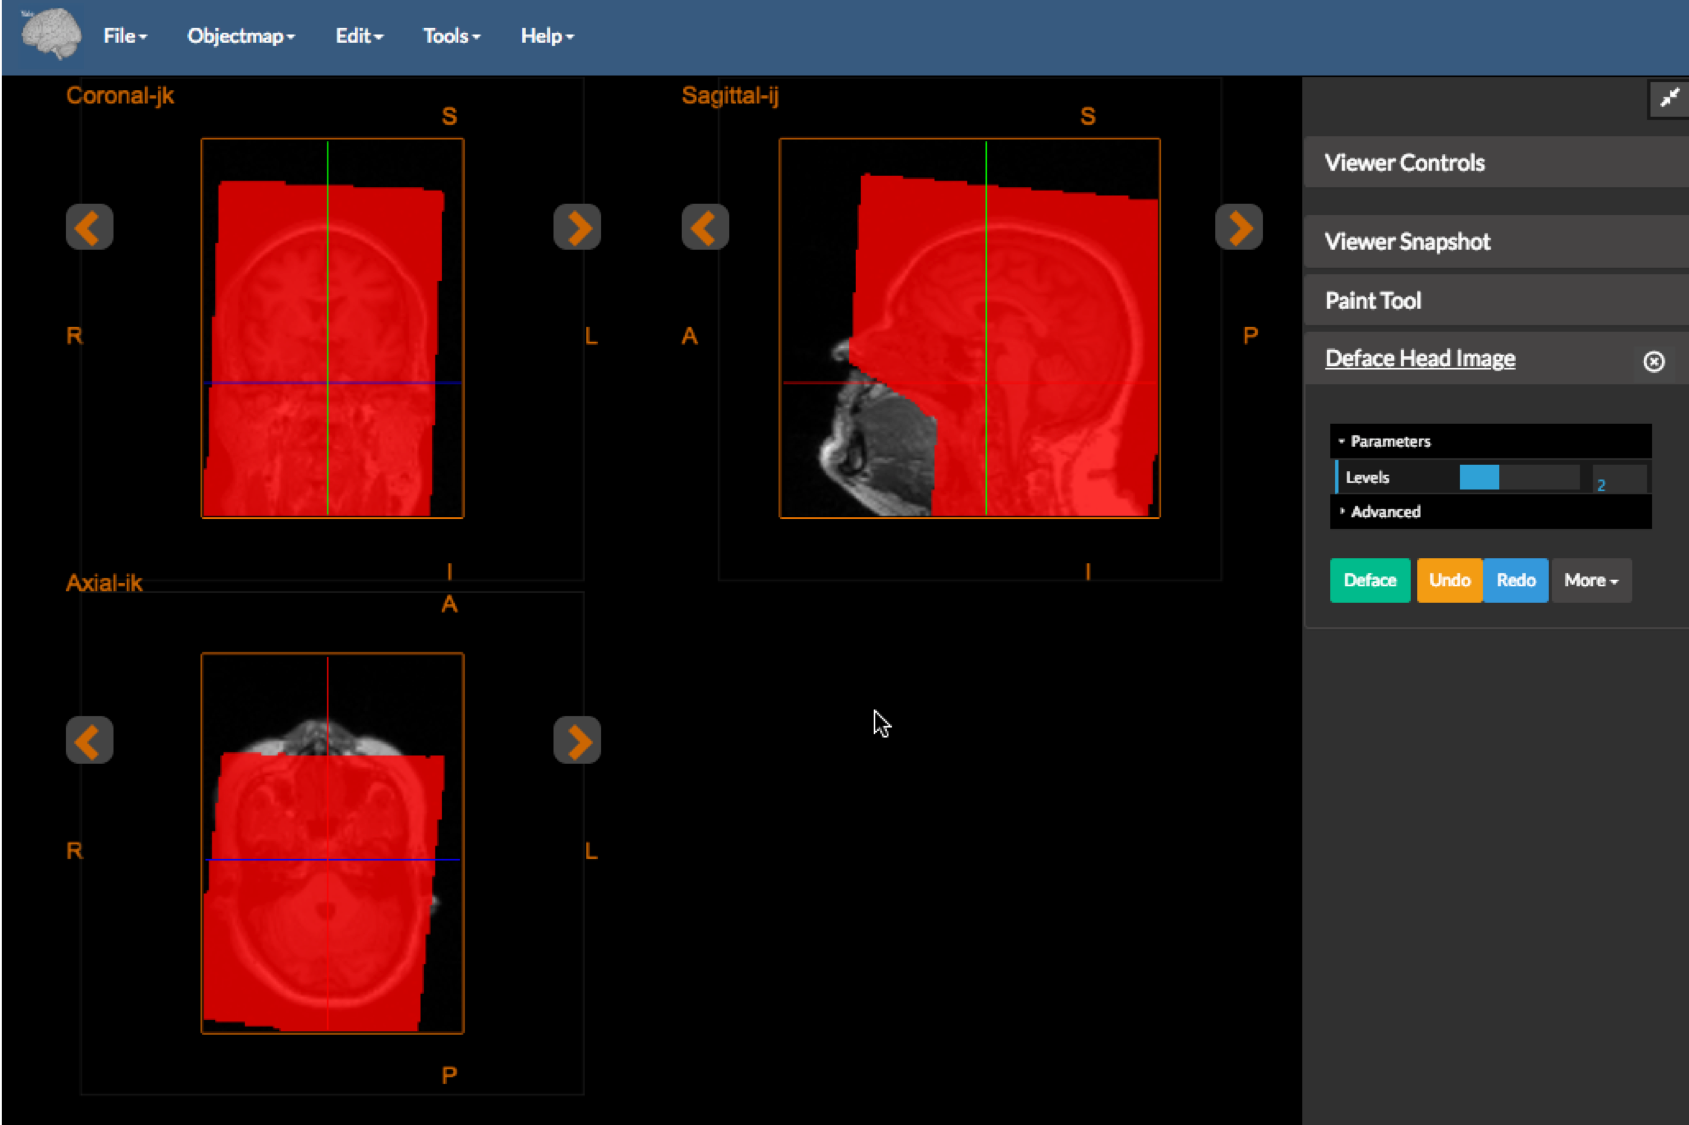 Yale
File Objectmap Edit Tools Help
Coronal-jk
S
R
L
I
Sagittal-ij
S
A
P
I
Axial-ik
A
R
L
P
Viewer Controls
Viewer Snapshot
Paint Tool
Deface Head Image
Parameters
Levels 2
Advanced
Deface Undo Redo More